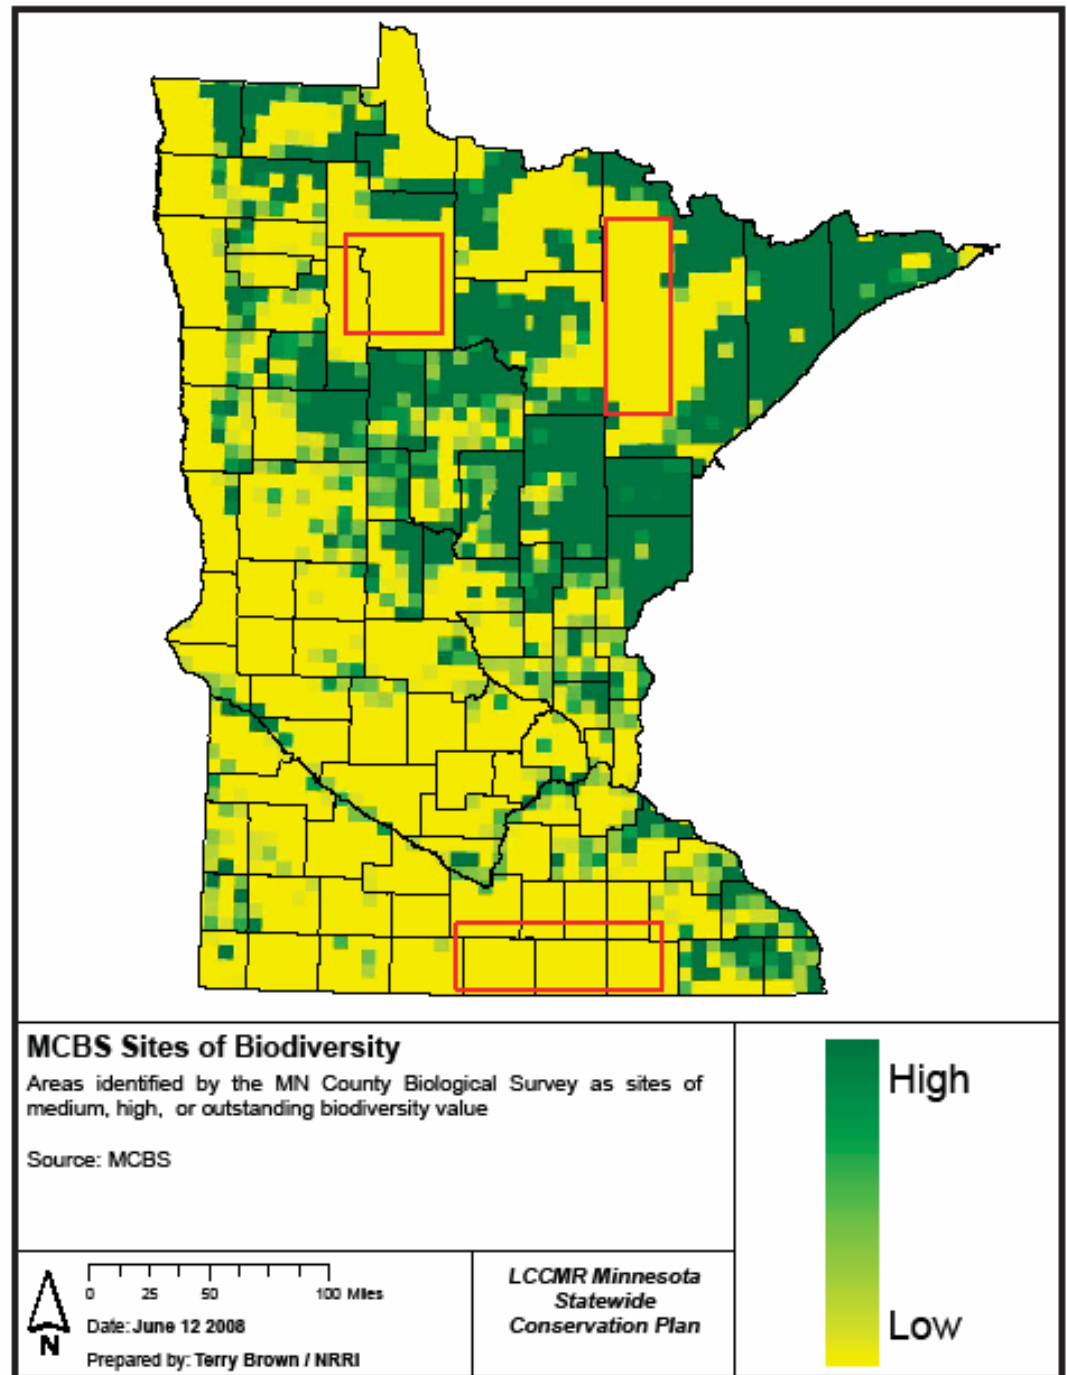 MCBS Sites of Biodiversity
Areas identified by the MN County Biological Survey as sites of
medium, high, or outstanding biodiversity value
Source: MCBS
High
Low
0 25 50 100 Miles
N
Date: June 12 2008
Prepared by: Terry Brown / NRRI
LCCMR Minnesota
Statewide
Conservation Plan